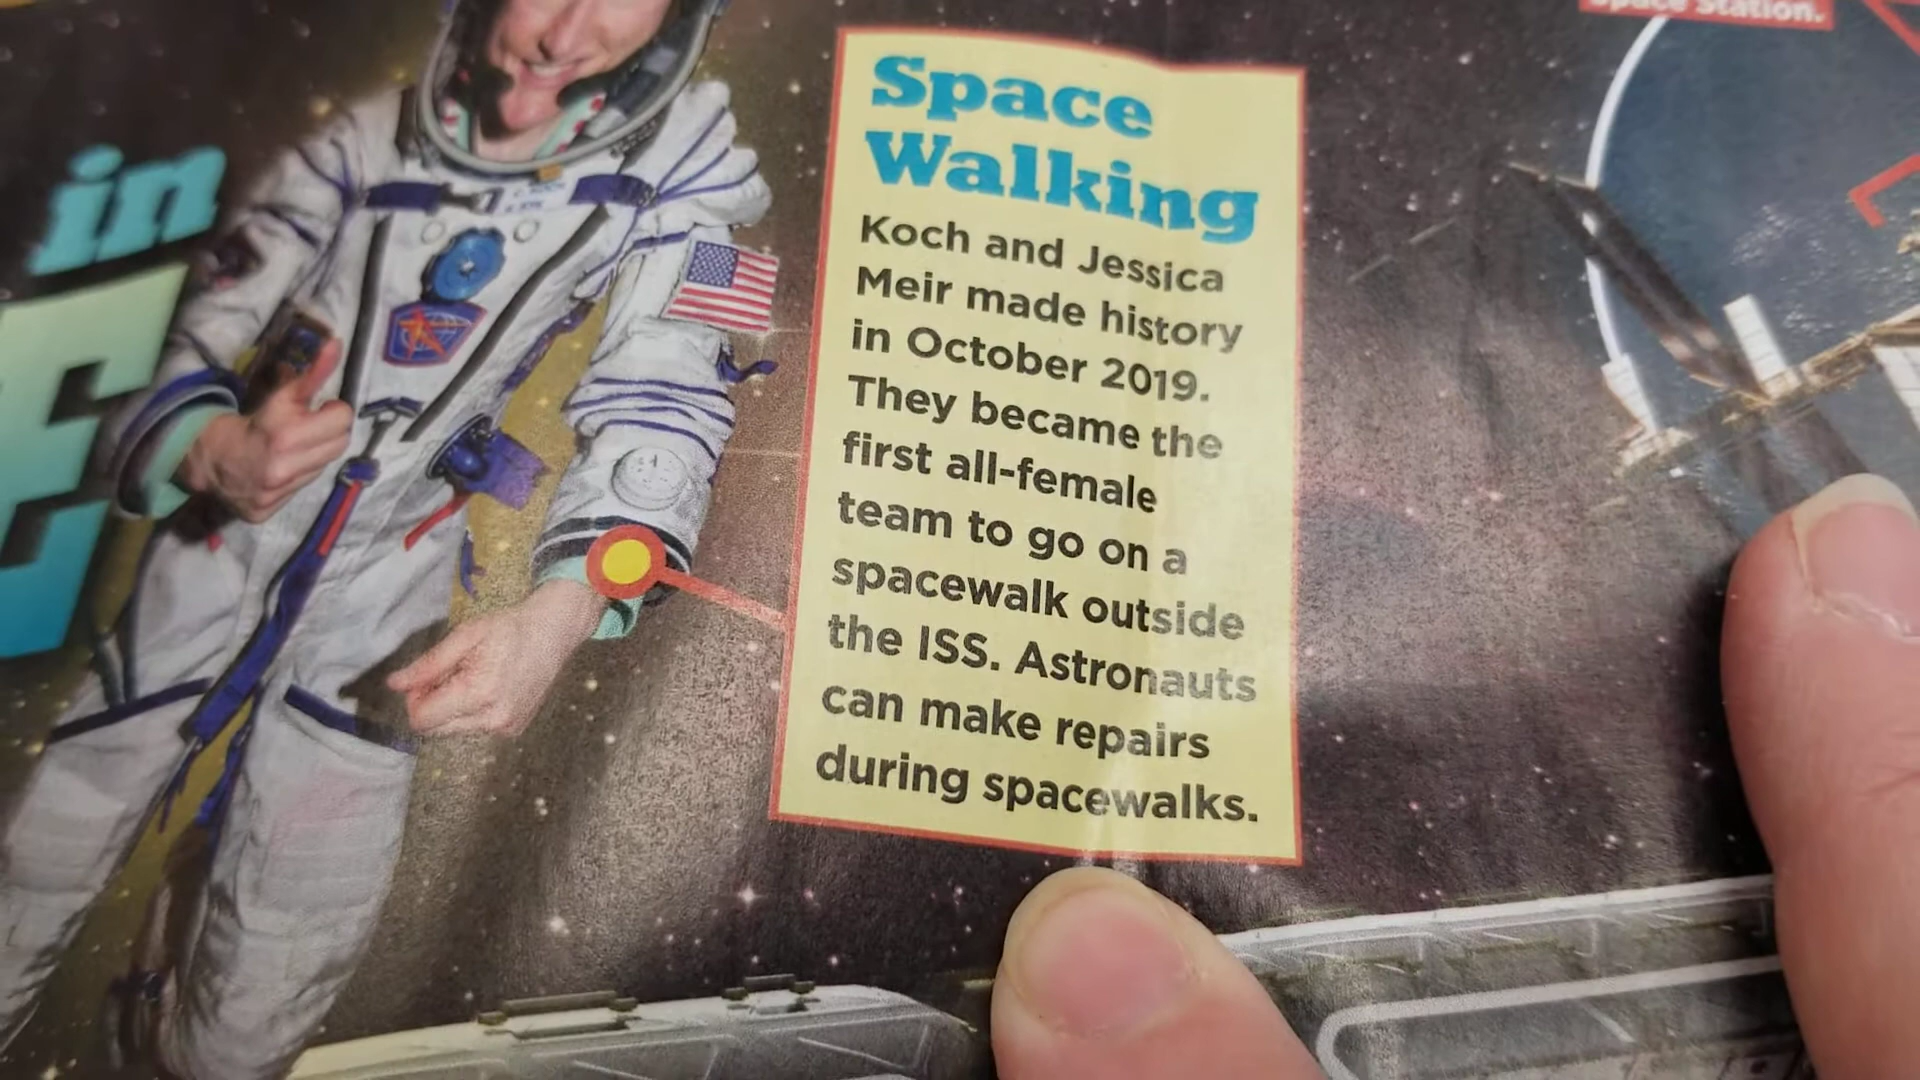 Space Station.
in
E
Space
Walking
Koch and Jessica
Meir made history
in October 2019.
They became the
first all-female
team to go on a
spacewalk outside
the ISS. Astronauts
can make repairs
during spacewalks.